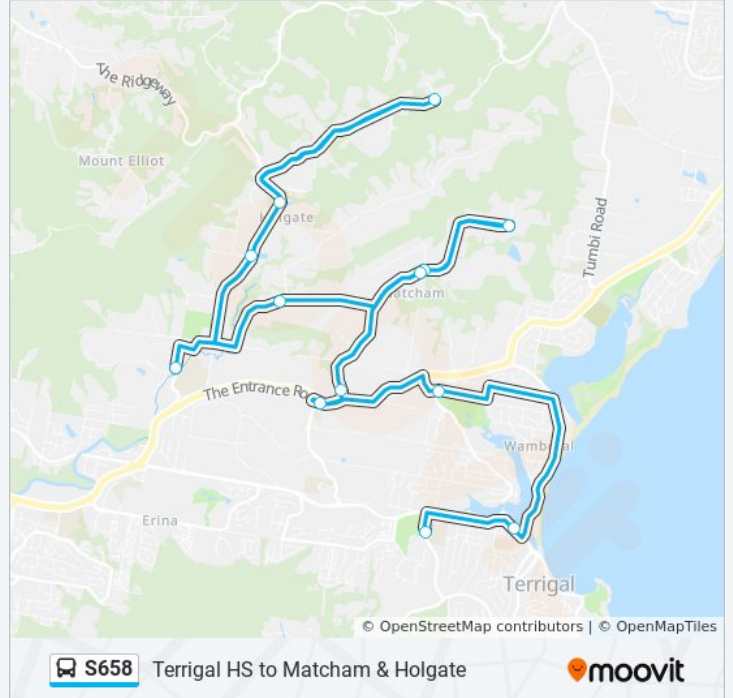 The Ridgeway
Mount Elliot
Holgate
Tumbi Road
Matcham
The Entrance Ro
Wamberal
Erina
Terrigal
© OpenStreetMap contributors | © OpenMapTiles
S658 Terrigal HS to Matcham & Holgate moovit